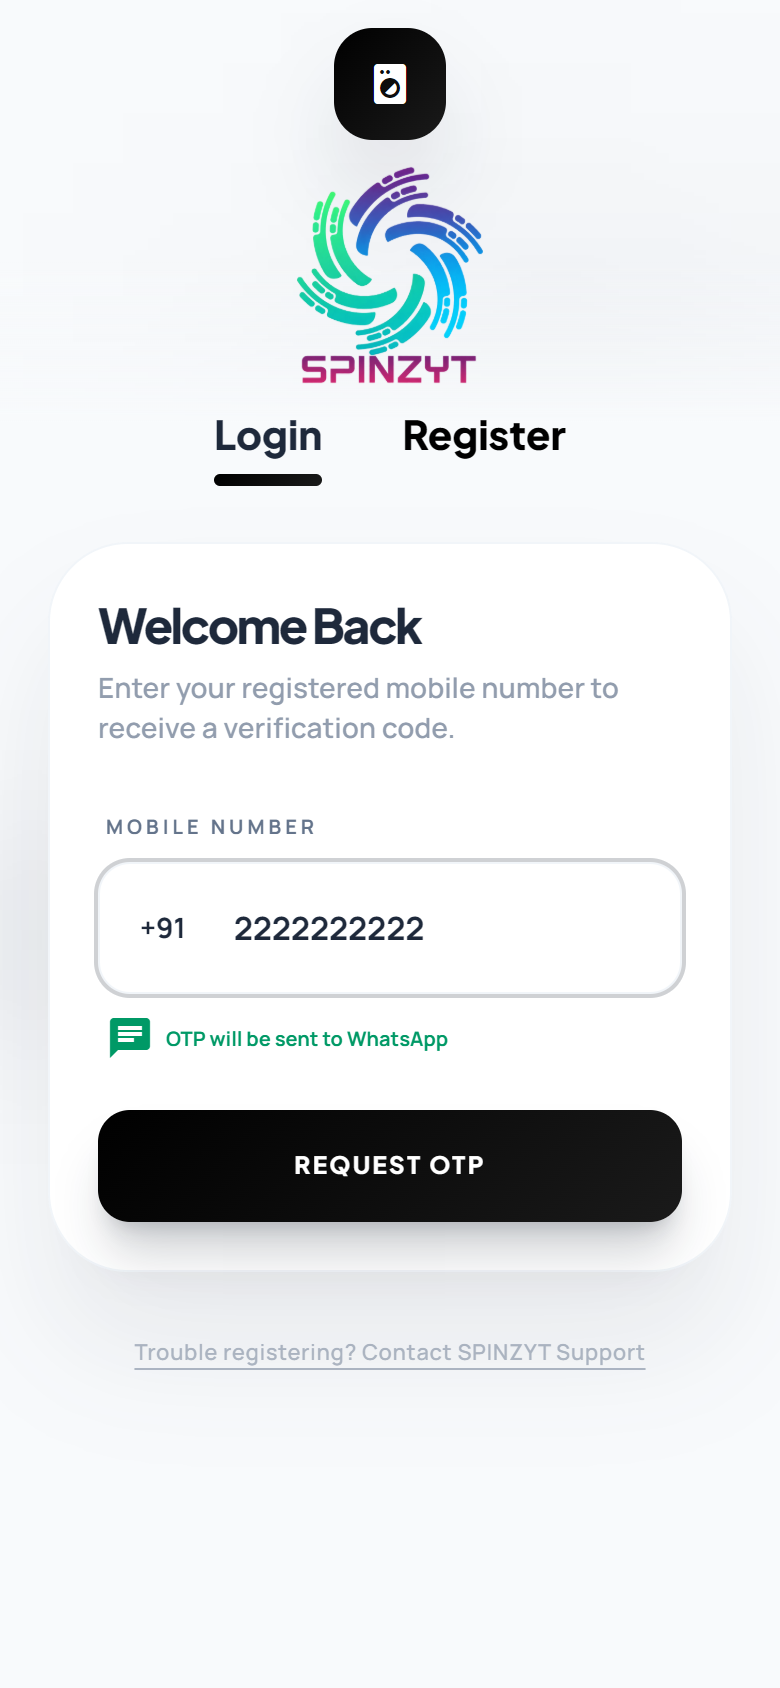 SPINZYT
Login Register
Welcome Back
Enter your registered mobile number to
receive a verification code.
MOBILE NUMBER
+91 2222222222
OTP will be sent to WhatsApp
REQUEST OTP
Trouble registering? Contact SPINZYT Support